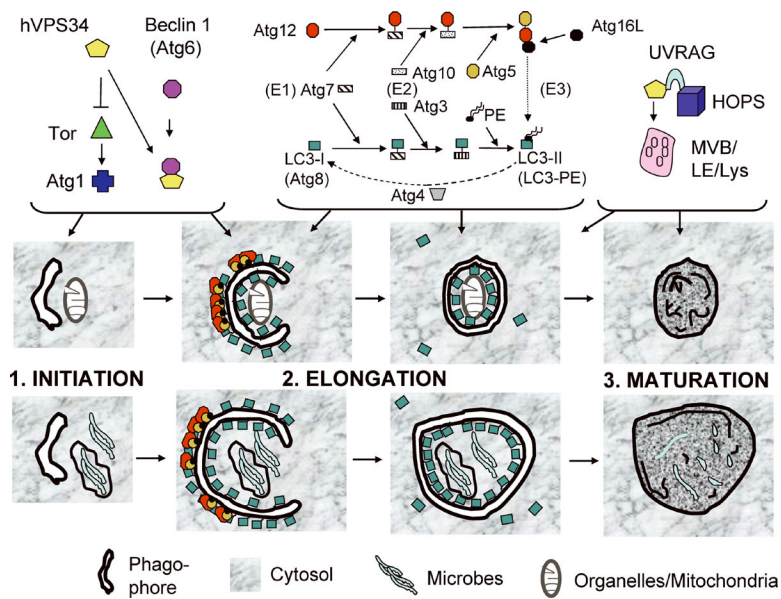 hVPS34
Beclin 1
(Atg6)
Tor
Atg1
Atg12
Atg16L
Atg10
Atg5
(E1) Atg7
(E2)
(E3)
Atg3
PE
LC3-I
(Atg8)
LC3-II
(LC3-PE)
Atg4
UVRAG
HOPS
MVB/
LE/Lys
1. INITIATION
2. ELONGATION
3. MATURATION
Phago-
phore
Cytosol
Microbes
Organelles/Mitochondria